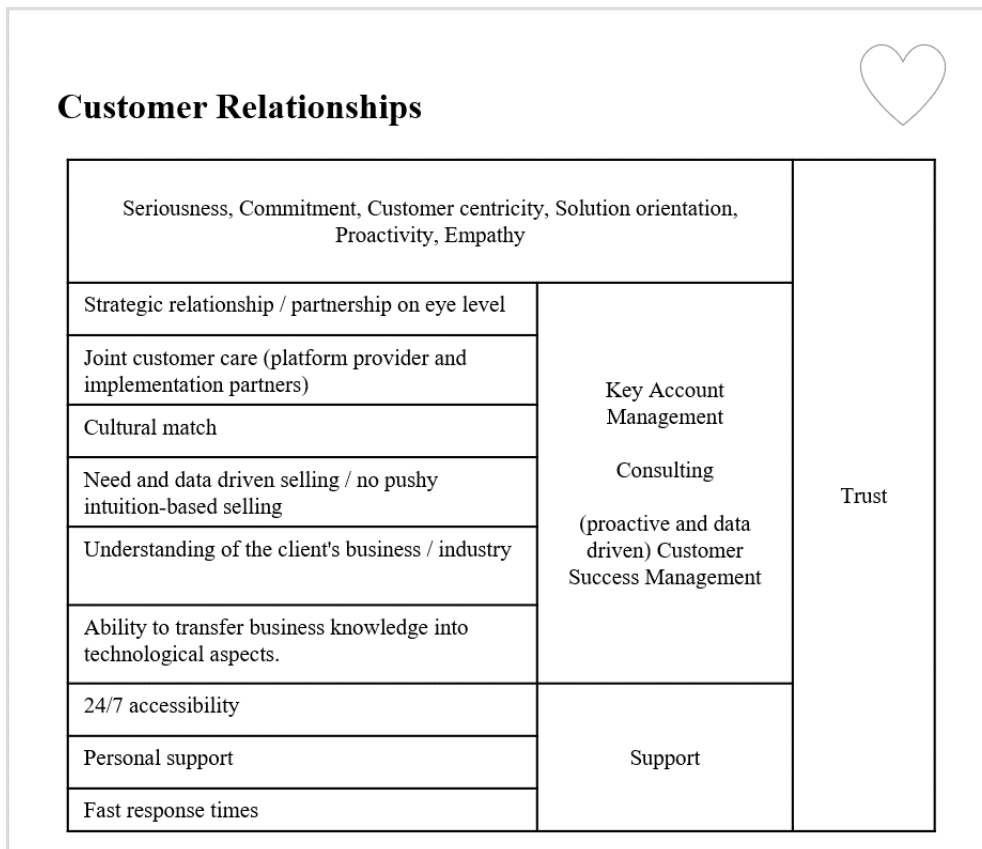 Customer Relationships
Seriousness, Commitment, Customer centricity, Solution orientation,
Proactivity, Empathy
Strategic relationship / partnership on eye level
Joint customer care (platform provider and
implementation partners)
Cultural match
Need and data driven selling / no pushy
intuition-based selling
Understanding of the client's business / industry
Ability to transfer business knowledge into
technological aspects.
Key Account
Management
Consulting
(proactive and data
driven) Customer
Success Management
24/7 accessibility
Personal support
Fast response times
Support
Trust